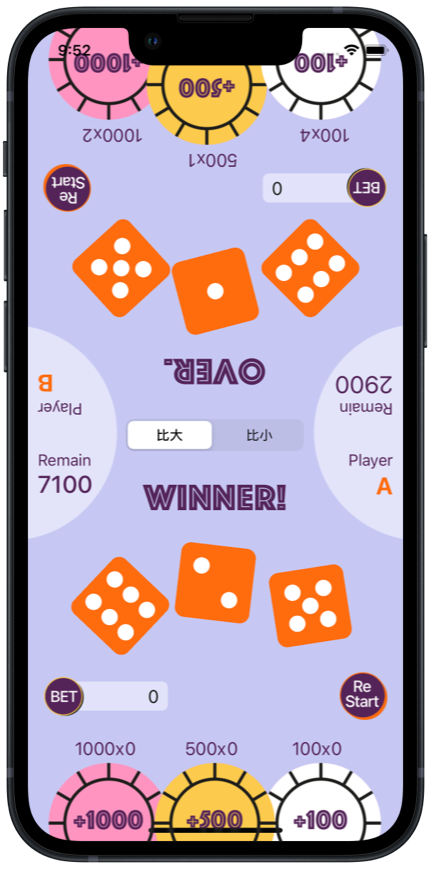 9:52
+1000
+500
+100
1000x2
500x1
100x4
Re
Start
0
BET
OVER.
B
Player
2900
Remain
Remain
7100
比大
比小
Player
A
WINNER!
BET
0
Re
Start
1000x0
500x0
100x0
+1000
+500
+100